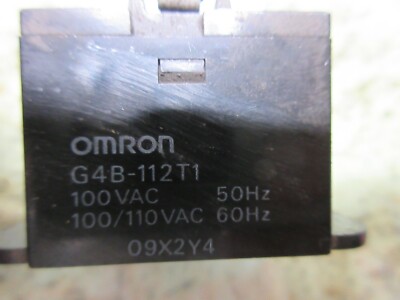 OMRON
G4B-112T1
100VAC 50Hz
100/110VAC 60Hz
09X2Y4